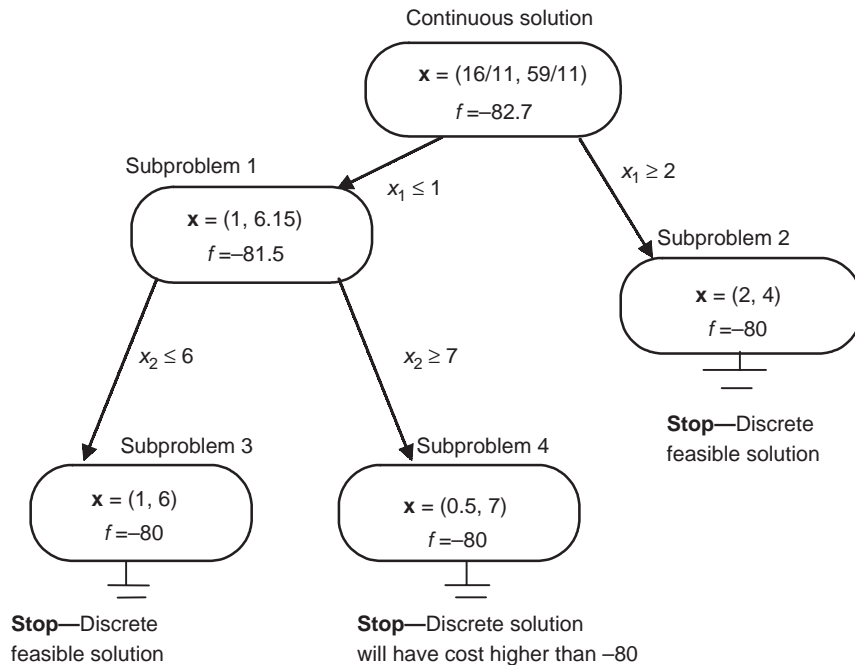 Continuous solution
x = (16/11, 59/11)
f =–82.7
Subproblem 1
x₁ ≤ 1
x₁ ≥ 2
x = (1, 6.15)
f =–81.5
Subproblem 2
x = (2, 4)
f =–80
x₂ ≤ 6
x₂ ≥ 7
Stop—Discrete
feasible solution
Subproblem 3
Subproblem 4
x = (1, 6)
f =–80
x = (0.5, 7)
f =–80
Stop—Discrete
feasible solution
Stop—Discrete solution
will have cost higher than –80